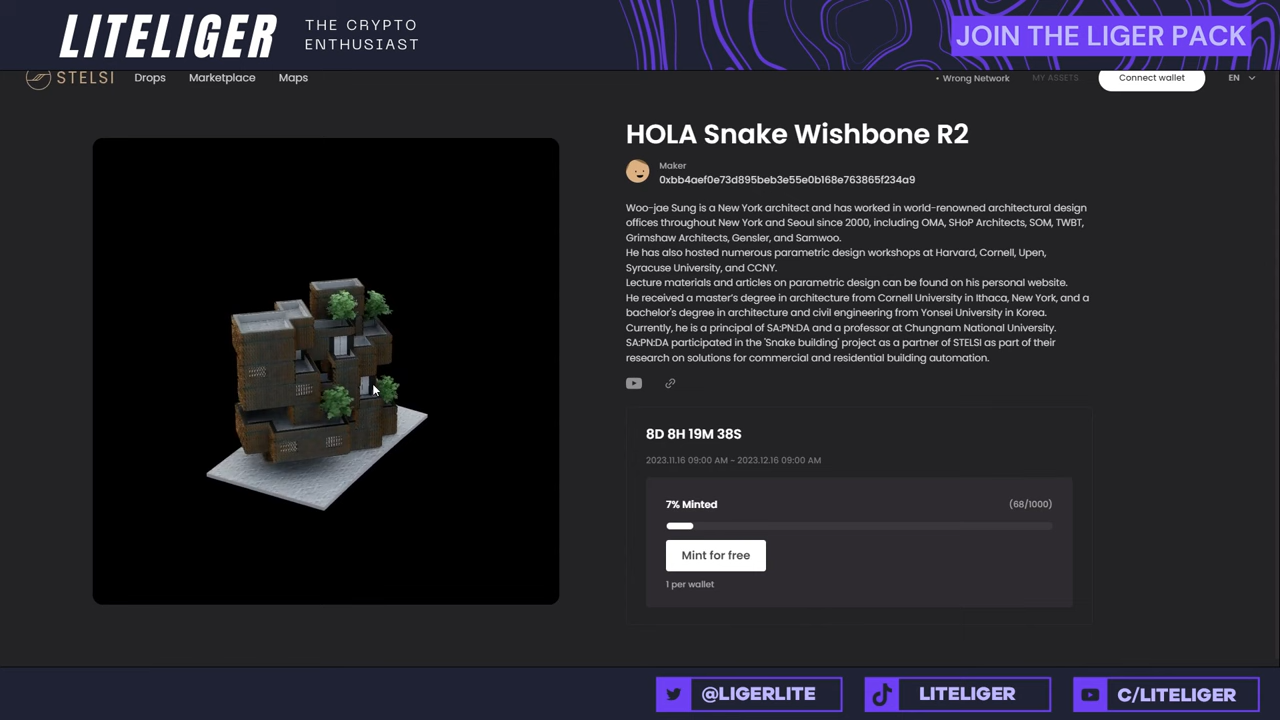 LITELIGER
THE CRYPTO
ENTHUSIAST
JOIN THE LIGER PACK
STELSI
Drops
Marketplace
Maps
• Wrong Network
MY ASSETS
Connect wallet
EN
HOLA Snake Wishbone R2
Maker
0xbb4aef0e73d895beb3e55e0b168e763865f234a9
Woo-jae Sung is a New York architect and has worked in world-renowned architectural design
offices throughout New York and Seoul since 2000, including OMA, SHoP Architects, SOM, TWBT,
Grimshaw Architects, Gensler, and Samwoo.
He has also hosted numerous parametric design workshops at Harvard, Cornell, Upen,
Syracuse University, and CCNY.
Lecture materials and articles on parametric design can be found on his personal website.
He received a master's degree in architecture from Cornell University in Ithaca, New York, and a
bachelor's degree in architecture and civil engineering from Yonsei University in Korea.
Currently, he is a principal of SA:PN:DA and a professor at Chungnam National University.
SA:PN:DA participated in the 'Snake building' project as a partner of STELSI as part of their
research on solutions for commercial and residential building automation.
8D 8H 19M 38S
2023.11.16 09:00 AM ~ 2023.12.16 09:00 AM
7% Minted
(68/1000)
Mint for free
1 per wallet
@LIGERLITE
LITELIGER
C/LITELIGER